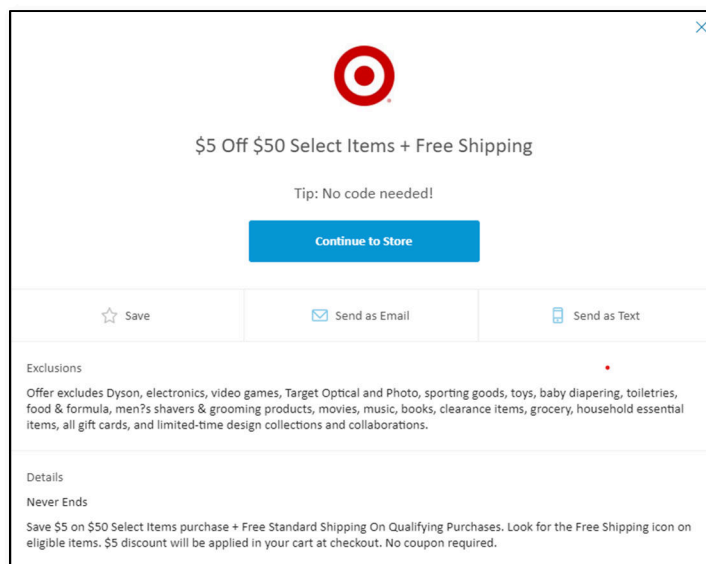 $5 Off $50 Select Items + Free Shipping
Tip: No code needed!
Continue to Store
Save
Send as Email
Send as Text
Exclusions
Offer excludes Dyson, electronics, video games, Target Optical and Photo, sporting goods, toys, baby diapering, toiletries,
food & formula, men?s shavers & grooming products, movies, music, books, clearance items, grocery, household essential
items, all gift cards, and limited-time design collections and collaborations.
Details
Never Ends
Save $5 on $50 Select Items purchase + Free Standard Shipping On Qualifying Purchases. Look for the Free Shipping icon on
eligible items. $5 discount will be applied in your cart at checkout. No coupon required.